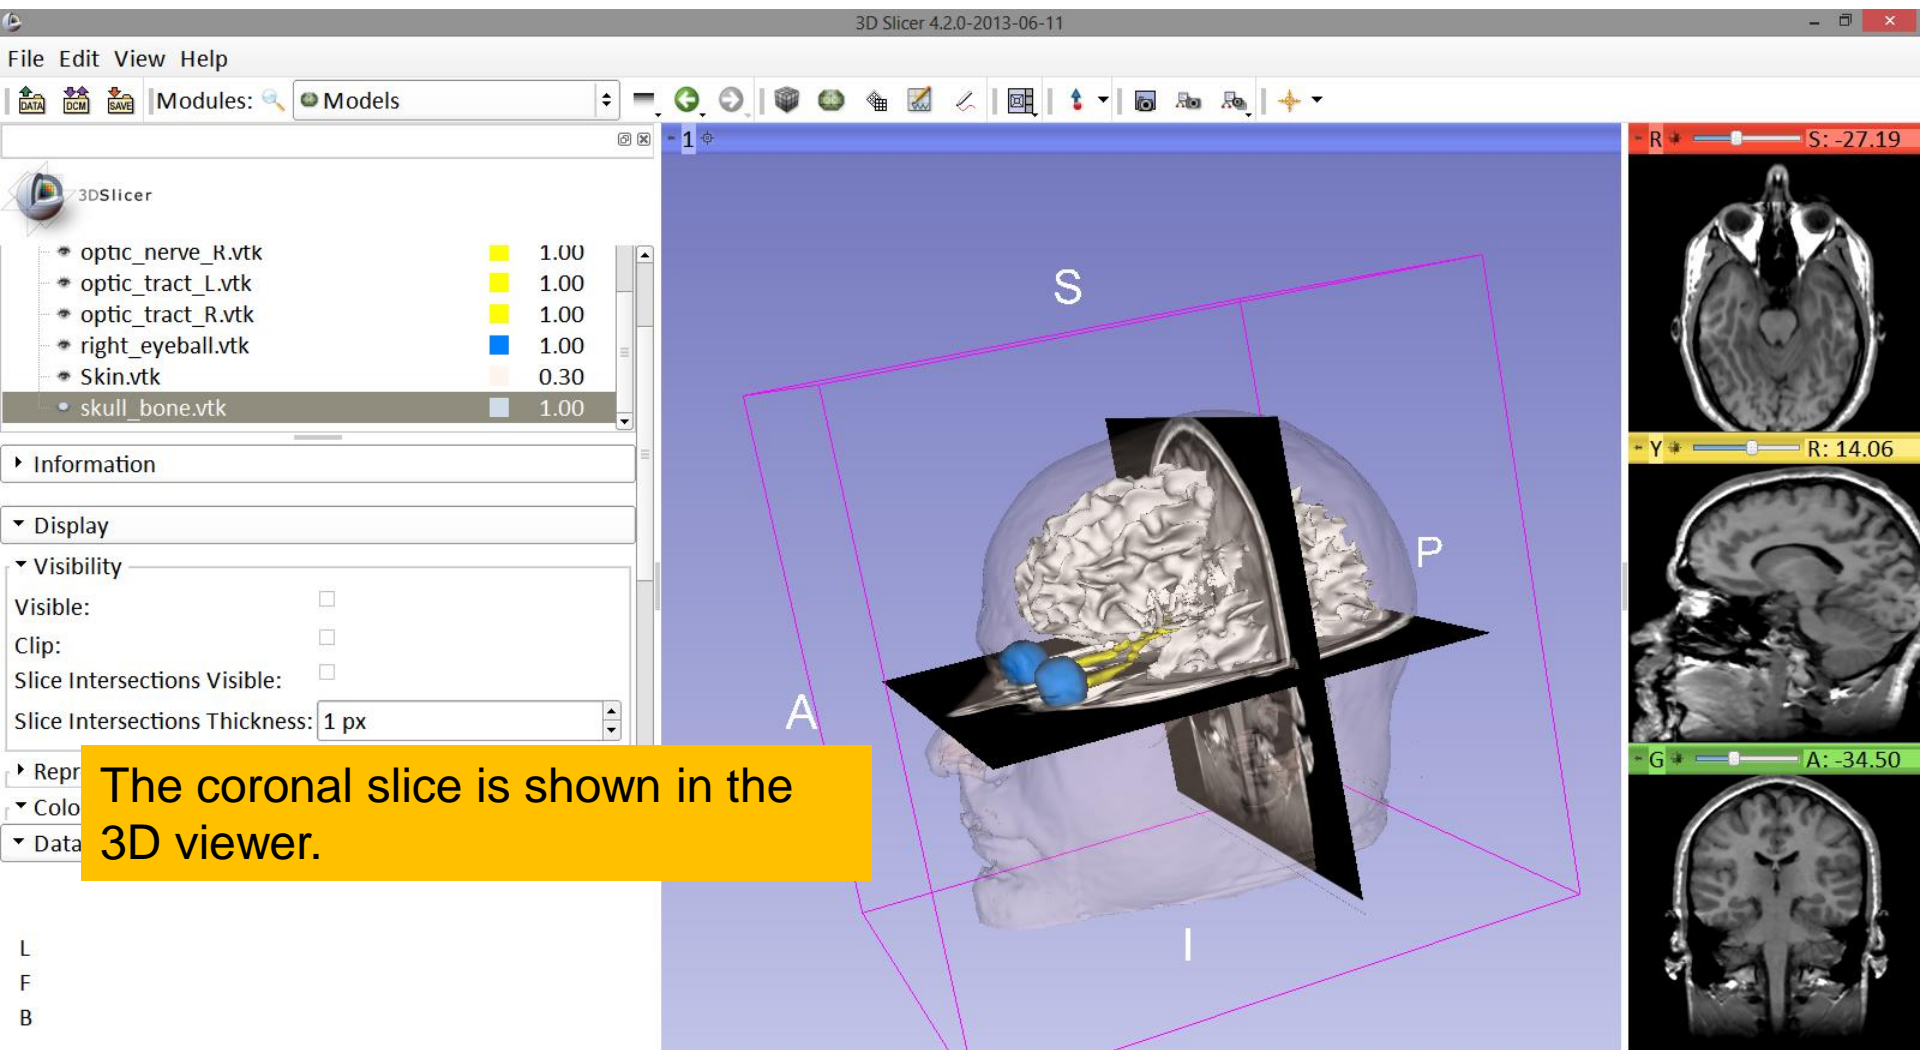 3D Slicer 4.2.0-2013-06-11
File Edit View Help
DATA DCM SAVE Modules: Models
1
R S: -27.19
3DSlicer
optic_nerve_R.vtk 1.00
optic_tract_L.vtk 1.00
optic_tract_R.vtk 1.00
right_eyeball.vtk 1.00
Skin.vtk 0.30
skull_bone.vtk 1.00
Information
Display
Visibility
Visible:
Clip:
Slice Intersections Visible:
Slice Intersections Thickness: 1 px
Repr
Colo
Data
The coronal slice is shown in the
3D viewer.
L
F
B
S
P
A
I
Y R: 14.06
G A: -34.50